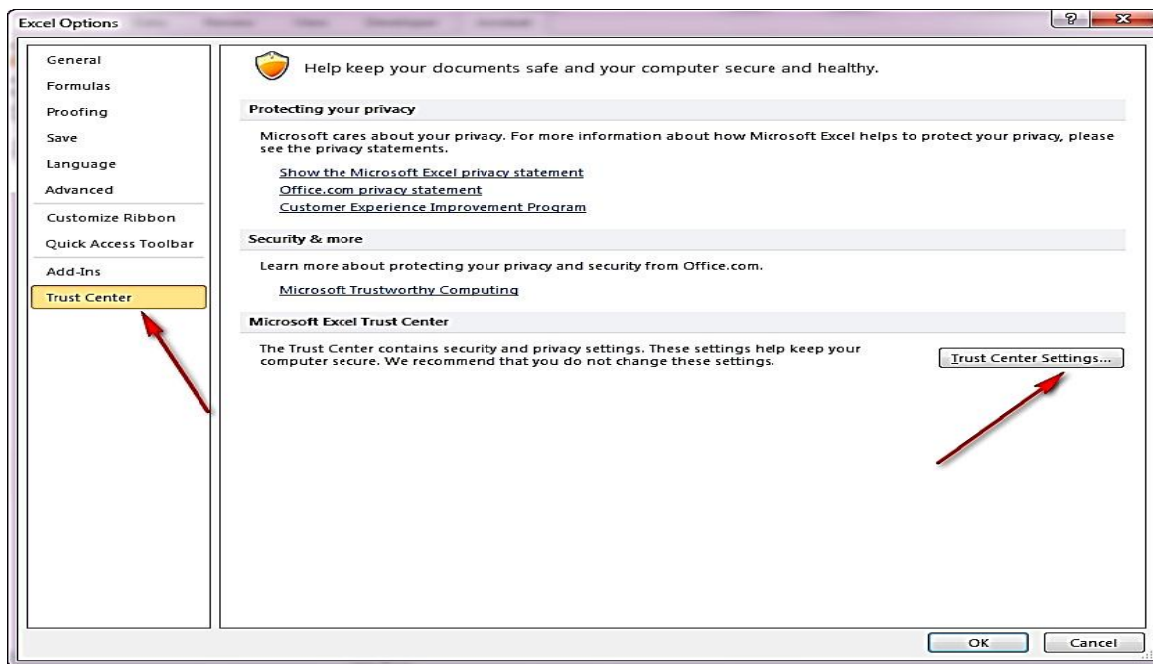 Excel Options
General
Formulas
Proofing
Save
Language
Advanced
Customize Ribbon
Quick Access Toolbar
Add-Ins
Trust Center
Help keep your documents safe and your computer secure and healthy.
Protecting your privacy
Microsoft cares about your privacy. For more information about how Microsoft Excel helps to protect your privacy, please
see the privacy statements.
Show the Microsoft Excel privacy statement
Office.com privacy statement
Customer Experience Improvement Program
Security & more
Learn more about protecting your privacy and security from Office.com.
Microsoft Trustworthy Computing
Microsoft Excel Trust Center
The Trust Center contains security and privacy settings. These settings help keep your
computer secure. We recommend that you do not change these settings.
Trust Center Settings...
OK
Cancel